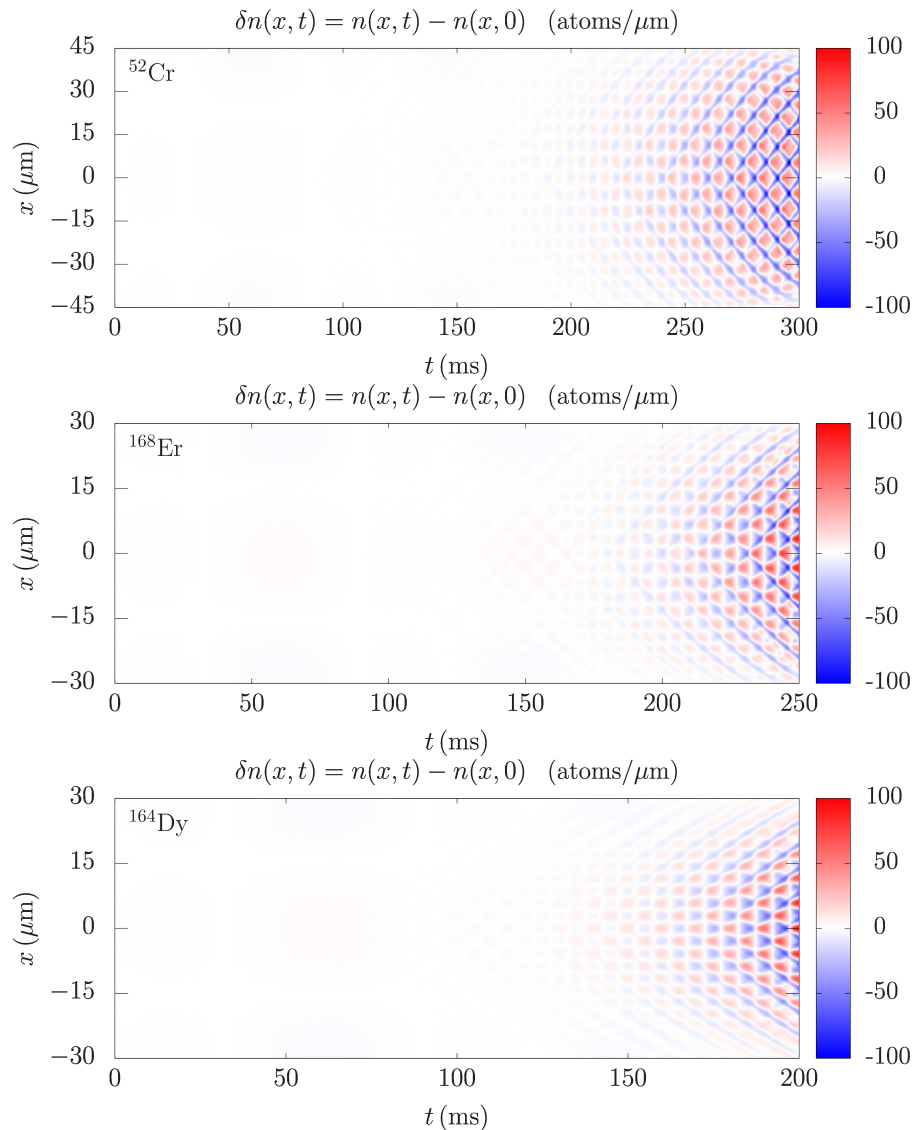 δn(x, t) = n(x, t) − n(x, 0) (atoms/μm)
⁵²Cr
x (μm)
45
30
15
0
−15
−30
−45
0 50 100 150 200 250 300
t (ms)
100
50
0
-50
-100
δn(x, t) = n(x, t) − n(x, 0) (atoms/μm)
¹⁶⁸Er
x (μm)
30
15
0
−15
−30
0 50 100 150 200 250
t (ms)
100
50
0
-50
-100
δn(x, t) = n(x, t) − n(x, 0) (atoms/μm)
¹⁶⁴Dy
x (μm)
30
15
0
−15
−30
0 50 100 150 200
t (ms)
100
50
0
-50
-100